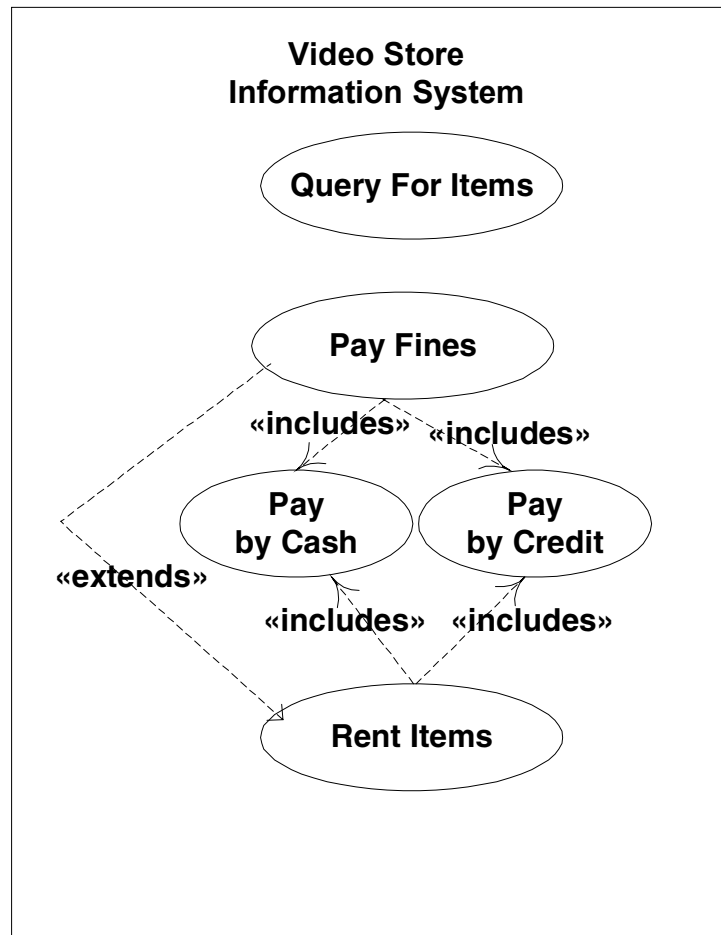 Video Store
Information System
Query For Items
Pay Fines
«includes»
«includes»
Pay
by Cash
Pay
by Credit
«extends»
«includes»
«includes»
Rent Items